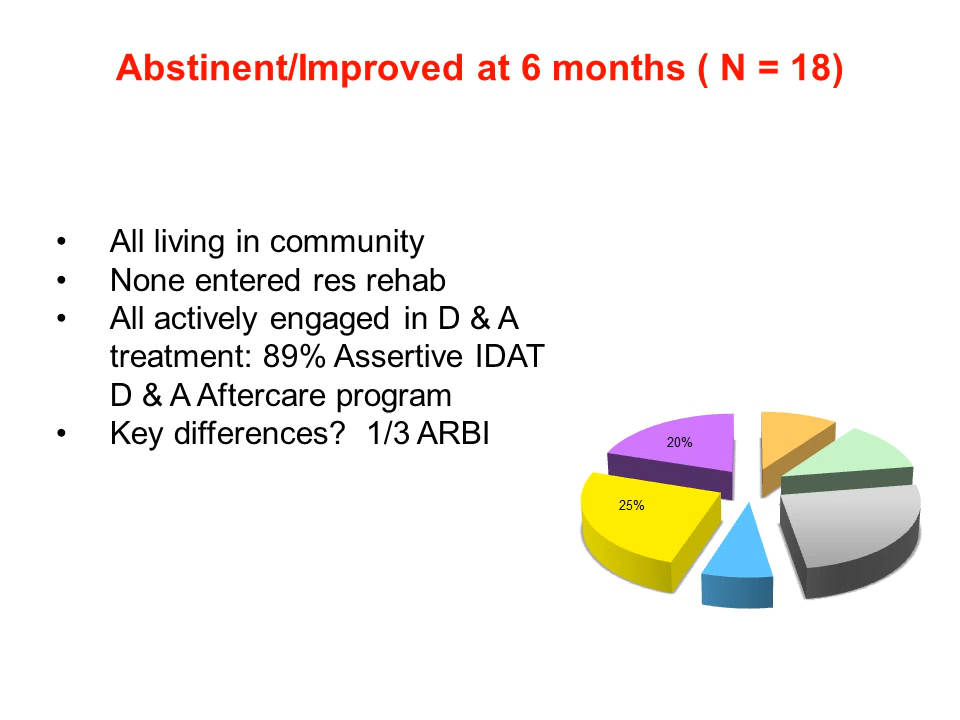 Abstinent/Improved at 6 months ( N = 18)
• All living in community
• None entered res rehab
• All actively engaged in D & A
treatment: 89% Assertive IDAT
D & A Aftercare program
• Key differences? 1/3 ARBI
20%
25%